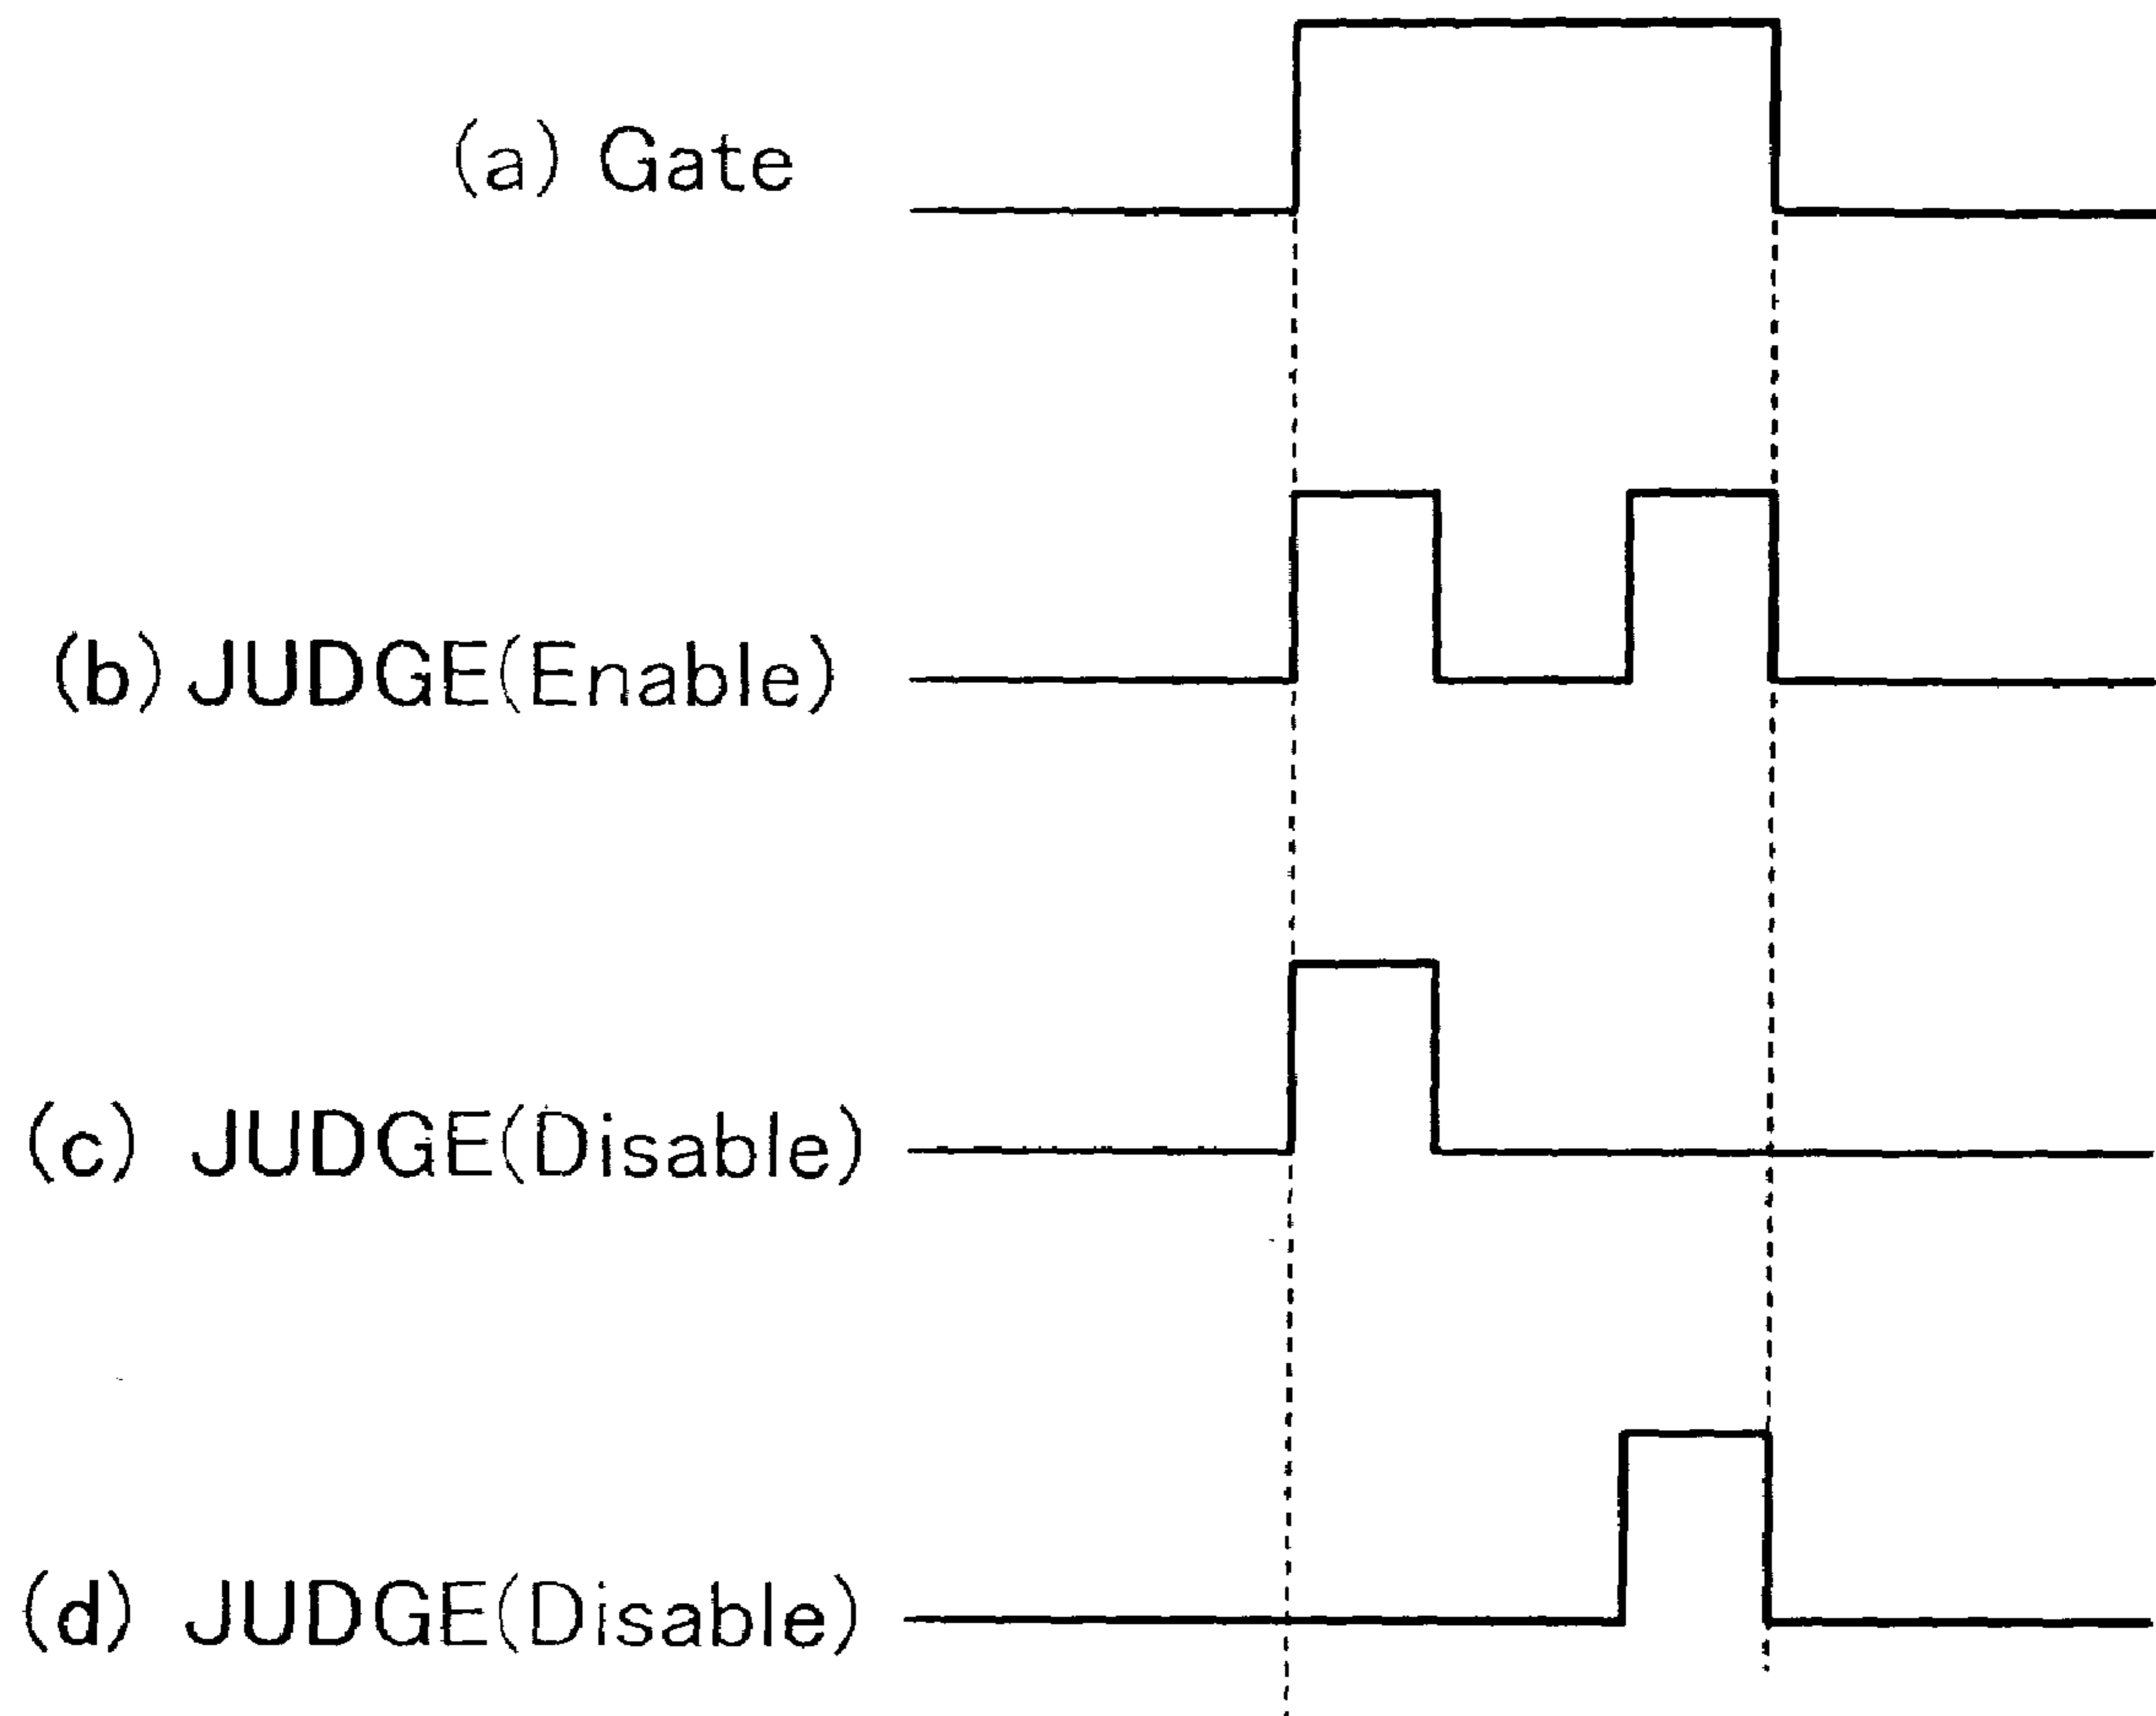 (a) Gate
(b) JUDGE(Enable)
(c) JUDGE(Disable)
(d) JUDGE(Disable)